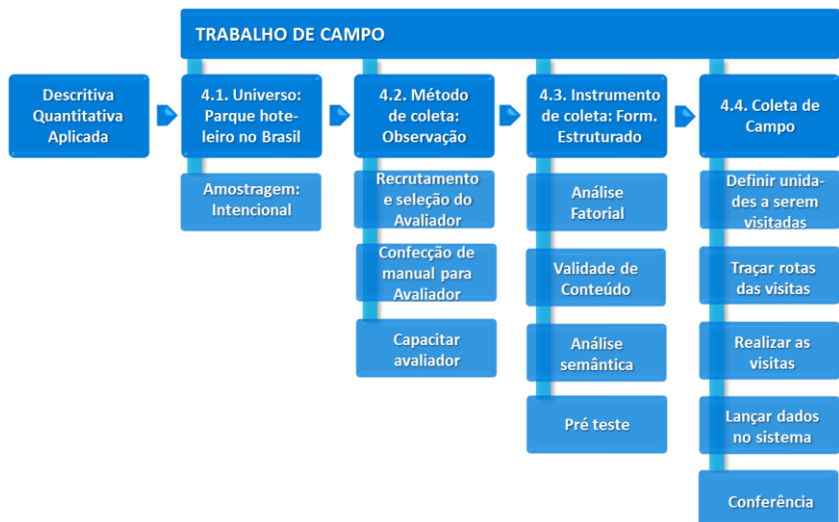 TRABALHO DE CAMPO
Descritiva
Quantitativa
Aplicada
4.1. Universo:
Parque hote-
leiro no Brasil
Amostragem:
Intencional
4.2. Método
de coleta:
Observação
Recrutamento
e seleção do
Avaliador
Confecção de
manual para
Avaliador
Capacitar
avaliador
4.3. Instrumento
de coleta: Form.
Estruturado
Análise
Fatorial
Validade de
Conteúdo
Análise
semântica
Pré teste
4.4. Coleta de
Campo
Definir unida-
des a serem
visitadas
Traçar rotas
das visitas
Realizar as
visitas
Lançar dados
no sistema
Conferência